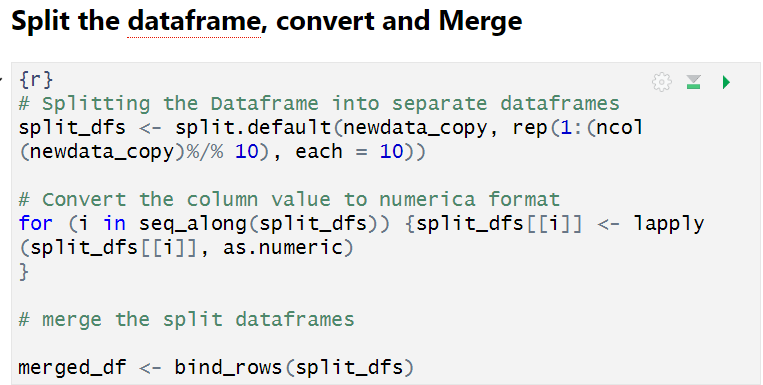 Split the dataframe, convert and Merge
{r}
# Splitting the Dataframe into separate dataframes
split_dfs <- split.default(newdata_copy, rep(1:(ncol
(newdata_copy)%/% 10), each = 10))
# Convert the column value to numerica format
for (i in seq_along(split_dfs)) {split_dfs[[i]] <- lapply
(split_dfs[[i]], as.numeric)
}
# merge the split dataframes
merged_df <- bind_rows(split_dfs)